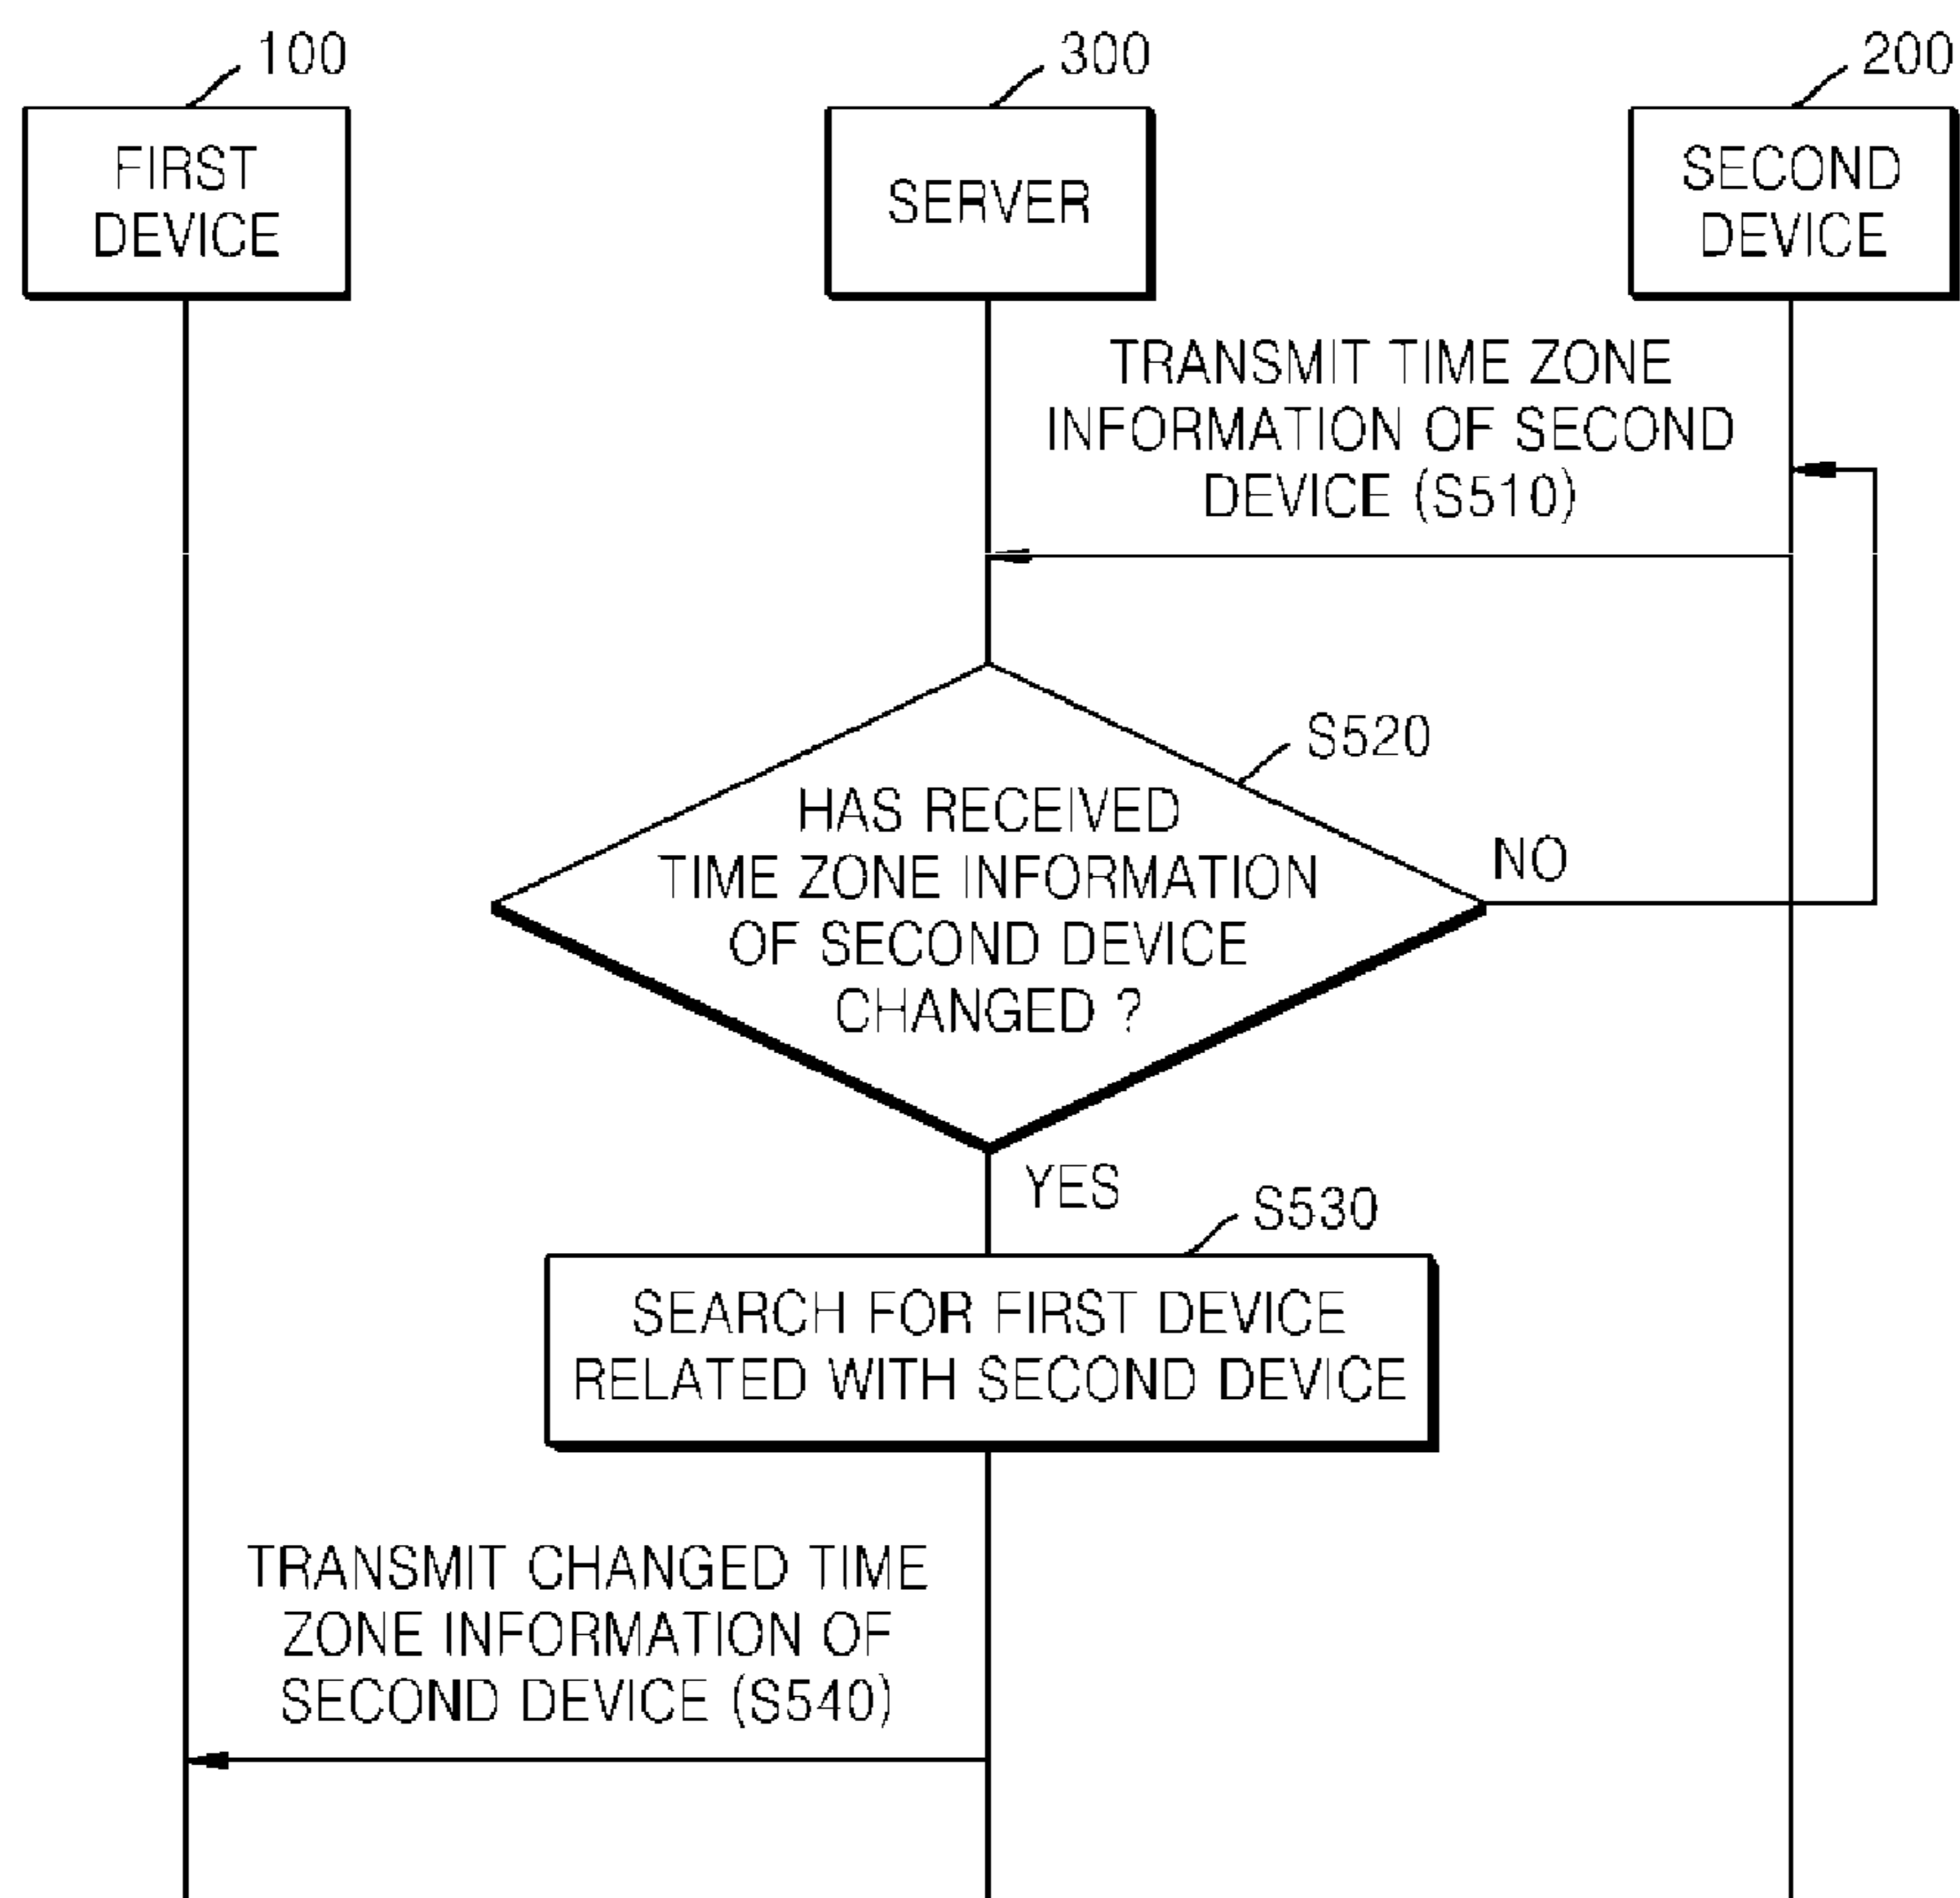 100
300
200
FIRST
DEVICE
SERVER
SECOND
DEVICE
TRANSMIT TIME ZONE
INFORMATION OF SECOND
DEVICE (S510)
S520
HAS RECEIVED
TIME ZONE INFORMATION
OF SECOND DEVICE
CHANGED ?
NO
YES
S530
SEARCH FOR FIRST DEVICE
RELATED WITH SECOND DEVICE
TRANSMIT CHANGED TIME
ZONE INFORMATION OF
SECOND DEVICE (S540)